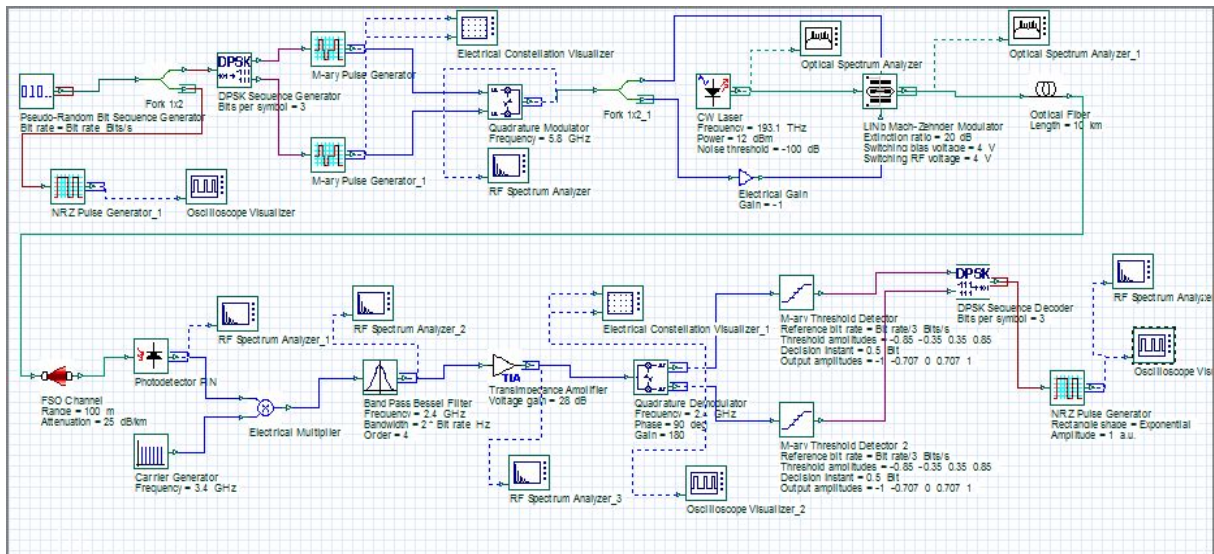 Electrical Constellation Visualizer
Optical Spectrum Analyzer_1
Optical Spectrum Analyzer
M-ary Pulse Generator
DPSK
010...
Fork 1x2
DPSK Sequence Generator
Bits per symbol = 3
Pseudo-Random Bit Sequence Generator
Bit rate = Bit rate Bits/s
Quadrature Modulator
Frequency = 5.8 GHz
Fork 1x2_1
CW Laser
Frequency = 193.1 THz
Power = 12 dBm
Noise threshold = -100 dB
LiNb Mach-Zehnder Modulator
Extinction ratio = 20 dB
Switching bias voltage = 4 V
Switching RF voltage = 4 V
Optical Fiber
Length = 10 km
M-ary Pulse Generator_1
RF Spectrum Analyzer
Electrical Gain
Gain = -1
NRZ Pulse Generator_1
Oscilloscope Visualizer
RF Spectrum Analyzer_1
RF Spectrum Analyzer_2
Electrical Constellation Visualizer_1
M-ary Threshold Detector
Reference bit rate = Bit rate/3 Bits/s
Threshold amplitudes = -0.85 -0.35 0.35 0.85
Decision Instant = 0.5 Bit
Output amplitudes = -1 -0.707 0 0.707 1
DPSK
DPSK Sequence Decoder
Bits per symbol = 3
RF Spectrum Analyze
Oscilloscope Vis
Photodetector PIN
FSO Channel
Range = 100 m
Attenuation = 25 dB/km
Electrical Multiplier
Carrier Generator
Frequency = 3.4 GHz
Band Pass Bessel Filter
Frequency = 2.4 GHz
Bandwidth = 2 * Bit rate Hz
Order = 4
TIA
Transimpedance Amplifier
Voltage gain = 28 dB
Quadrature Demodulator
Phase = 90 deg
Gain = 180
RF Spectrum Analyzer_3
Oscilloscope Visualizer_2
M-ary Threshold Detector 2
Reference bit rate = Bit rate/3 Bits/s
Threshold amplitudes = -0.85 -0.35 0.35 0.85
Decision Instant = 0.5 Bit
Output amplitudes = -1 -0.707 0 0.707 1
NRZ Pulse Generator
Rectangle shape = Exponential
Amplitude = 1 a.u.